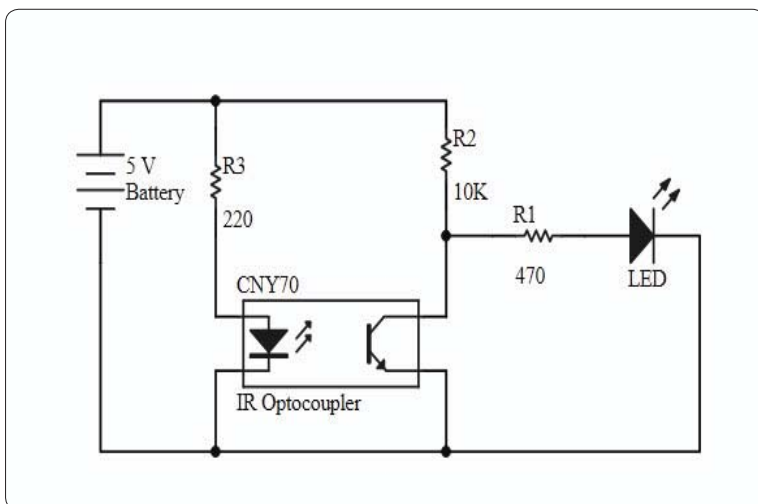 5 V
Battery
R3
220
R2
10K
R1
470
LED
CNY70
IR Optocoupler